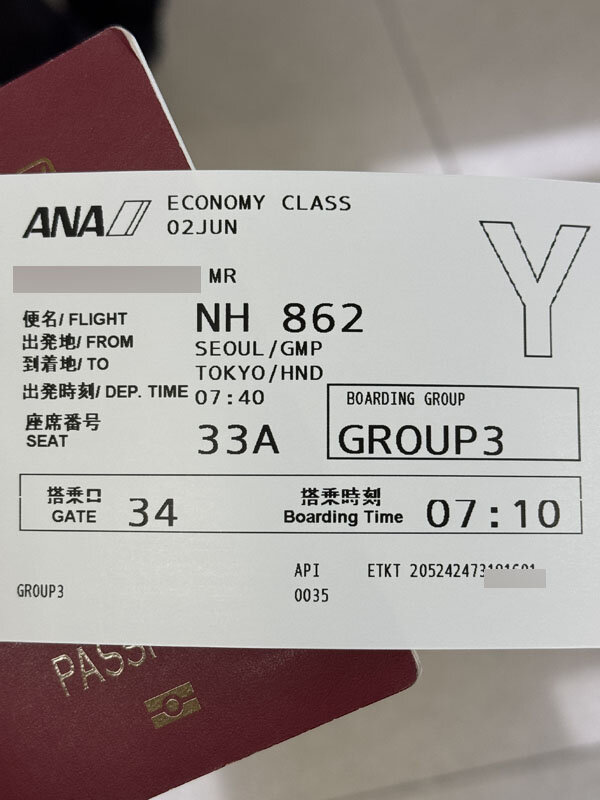 ANA
ECONOMY CLASS
02JUN
Y
MR
便名/ FLIGHT NH 862
出発地/ FROM SEOUL/GMP
到着地/ TO TOKYO/HND
出発時刻/ DEP. TIME 07:40
座席番号
SEAT 33A
BOARDING GROUP
GROUP3
搭乗口
GATE 34
搭乗時刻
Boarding Time 07:10
API ETKT 205242473
0035
GROUP3
PASSP